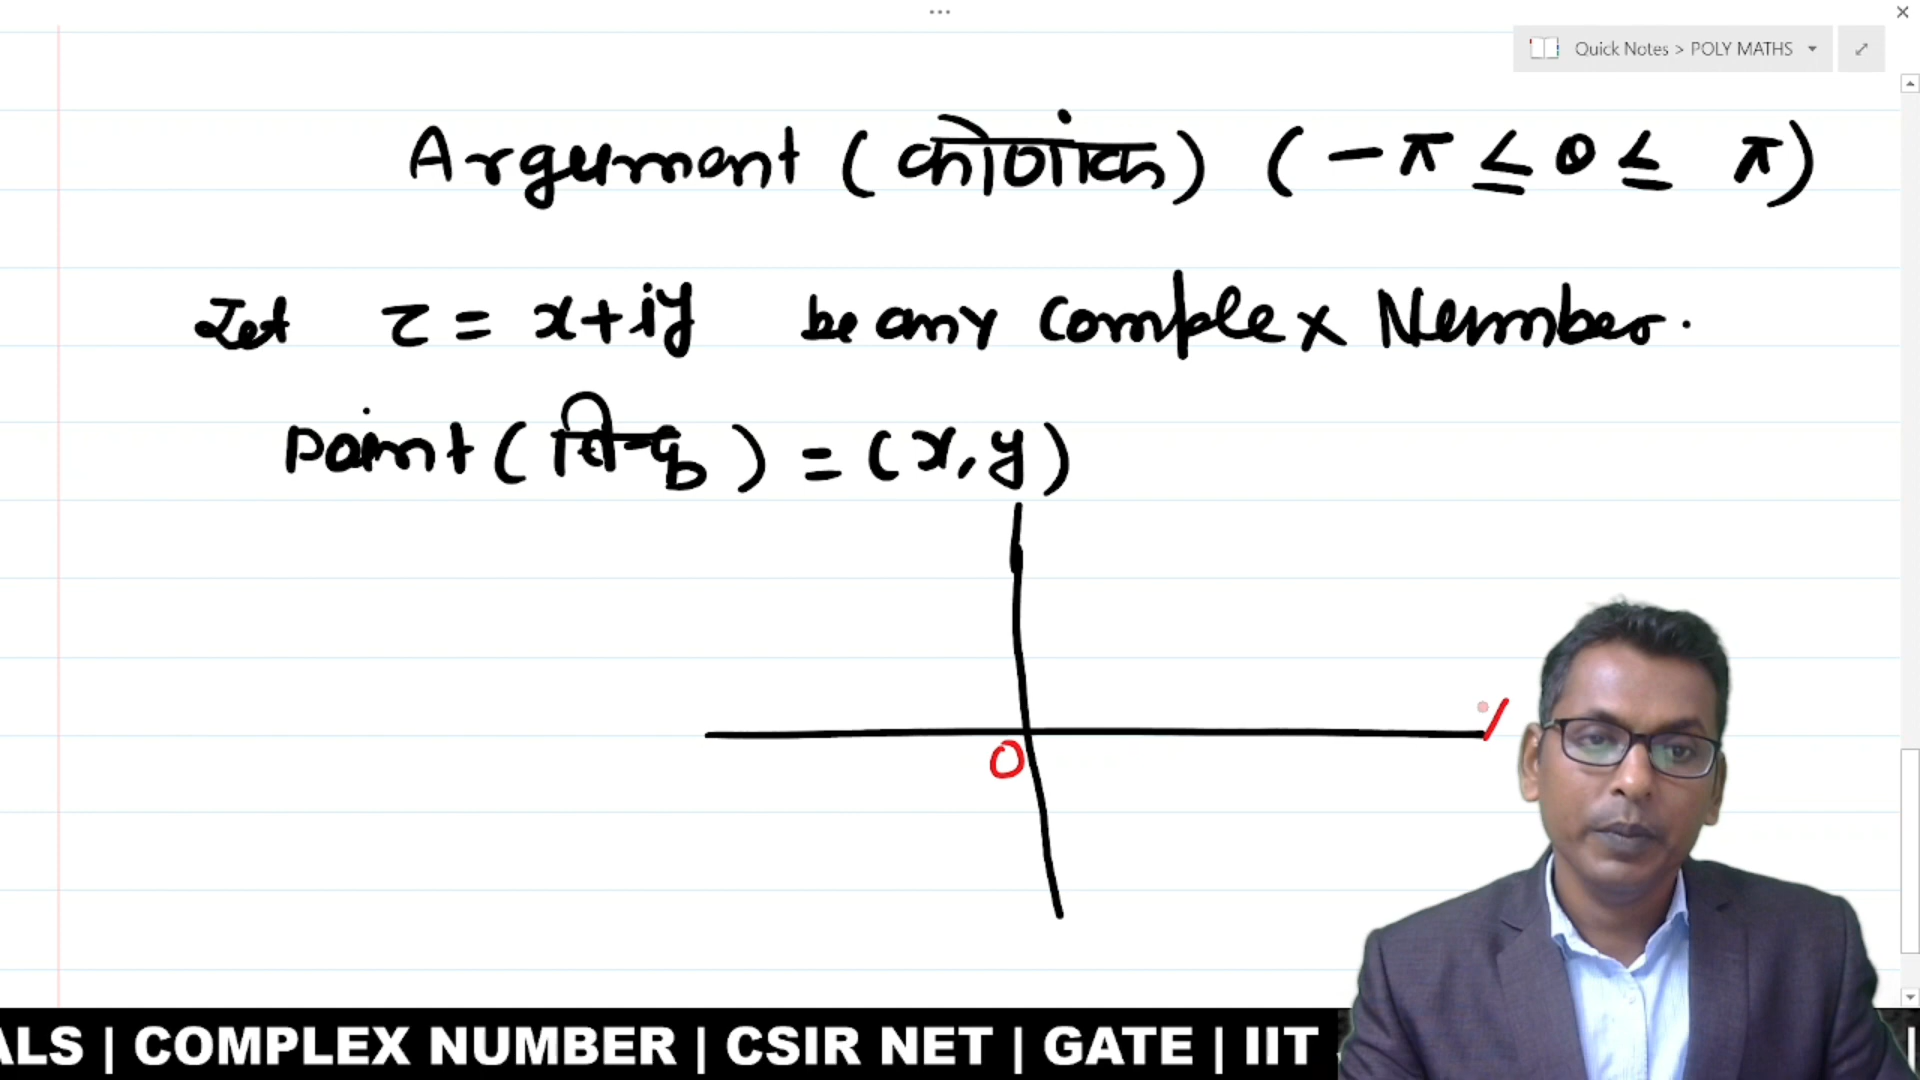 Quick Notes > POLY MATHS
Argument (कोणांक) (-π ≤ θ ≤ π)
Let z = x+iy be any Complex Number.
Point (बिन्दु) = (x, y)
O
ALS | COMPLEX NUMBER | CSIR NET | GATE | IIT